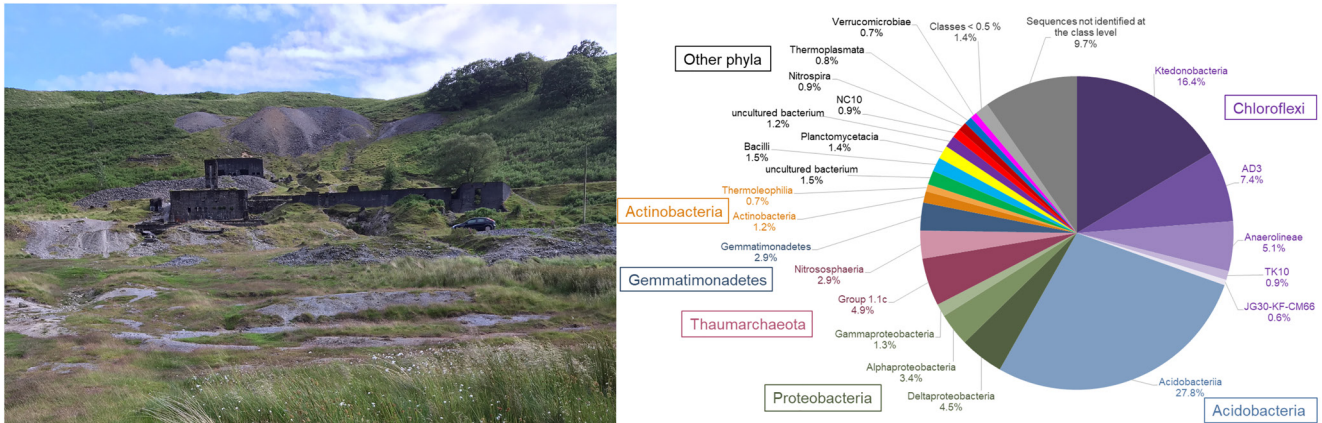 Sequences not identified at
the class level
9.7%
Classes < 0.5 %
1.4%
Verrucomicrobiae
0.7%
Thermoplasmata
0.8%
Other phyla
Nitrospira
0.9%
NC10
0.9%
uncultured bacterium
1.2%
Planctomycetacia
1.4%
Bacilli
1.5%
uncultured bacterium
1.5%
Thermoleophilia
0.7%
Actinobacteria
Actinobacteria
1.2%
Gemmatimonadetes
2.9%
Gemmatimonadetes
Nitrososphaeria
2.9%
Group 1.1c
4.9%
Thaumarchaeota
Gammaproteobacteria
1.3%
Alphaproteobacteria
3.4%
Proteobacteria
Deltaproteobacteria
4.5%
Ktedonobacteria
16.4%
Chloroflexi
AD3
7.4%
Anaerolineae
5.1%
TK10
0.9%
JG30-KF-CM66
0.6%
Acidobacteriia
27.8%
Acidobacteria